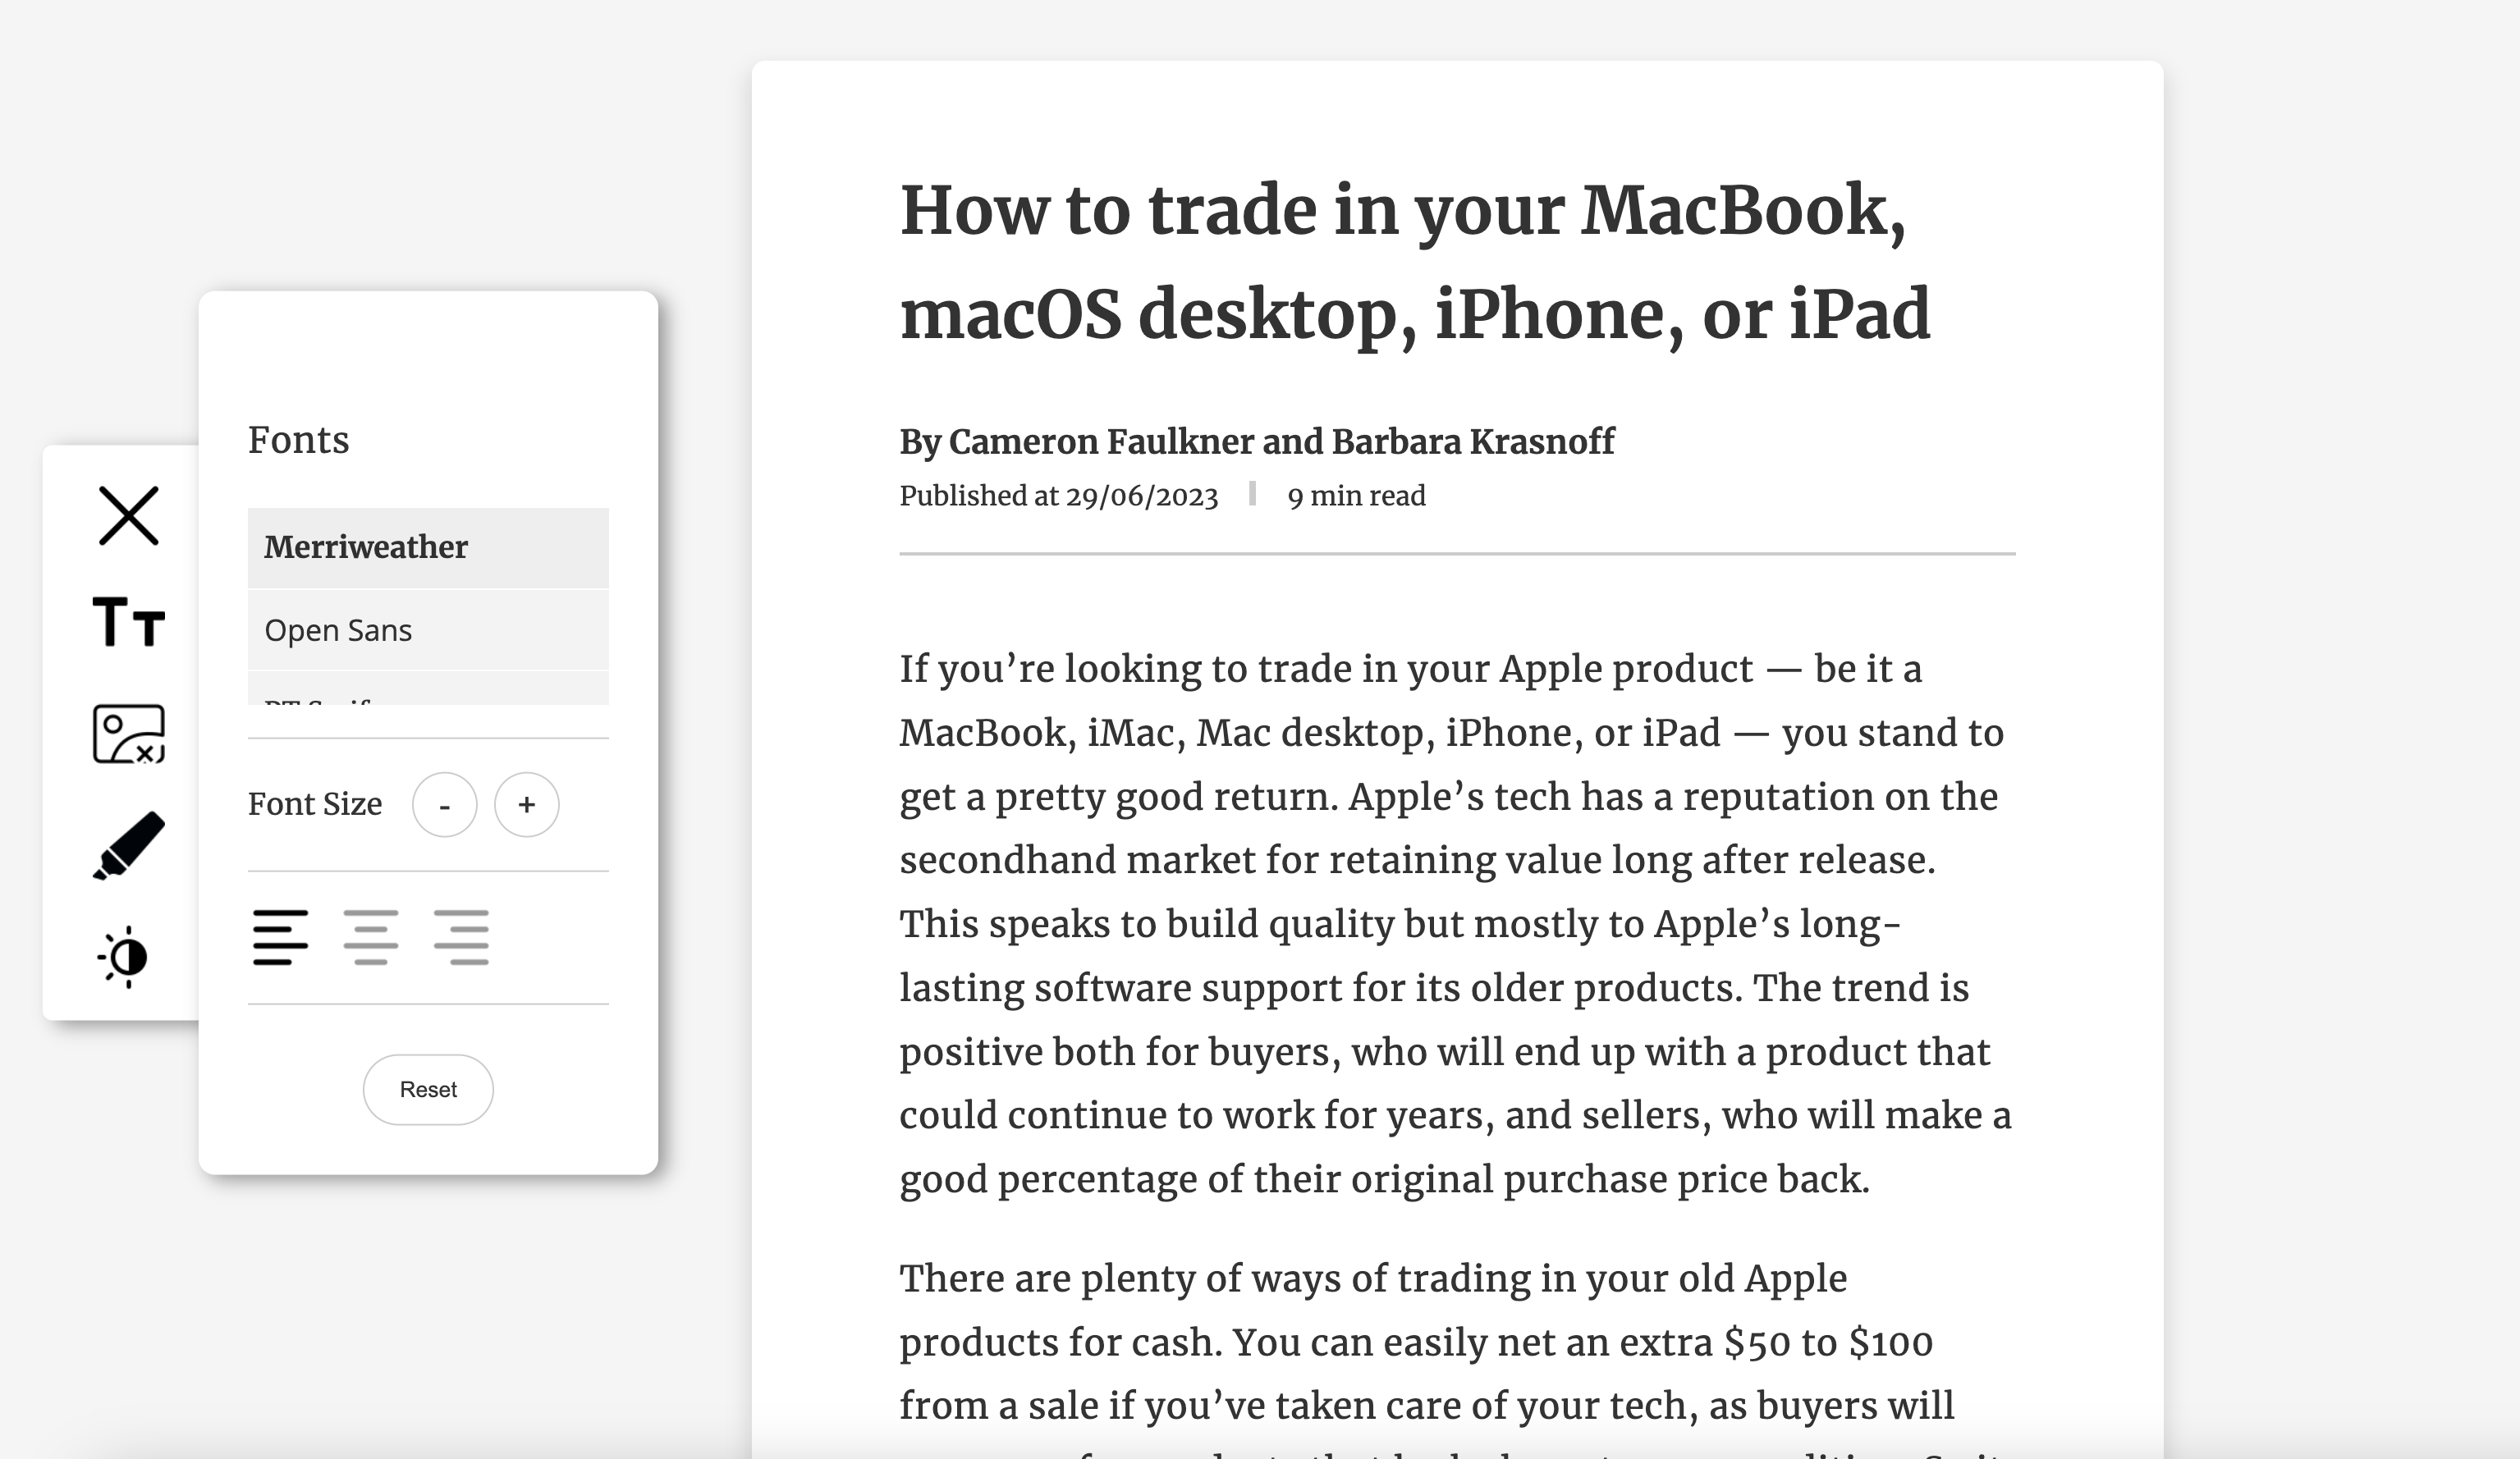 Fonts
Merriweather
Open Sans
PT Serif
Font Size - +
Reset
How to trade in your MacBook,
macOS desktop, iPhone, or iPad
By Cameron Faulkner and Barbara Krasnoff
Published at 29/06/2023 9 min read
If you’re looking to trade in your Apple product — be it a
MacBook, iMac, Mac desktop, iPhone, or iPad — you stand to
get a pretty good return. Apple’s tech has a reputation on the
secondhand market for retaining value long after release.
This speaks to build quality but mostly to Apple’s long-
lasting software support for its older products. The trend is
positive both for buyers, who will end up with a product that
could continue to work for years, and sellers, who will make a
good percentage of their original purchase price back.
There are plenty of ways of trading in your old Apple
products for cash. You can easily net an extra $50 to $100
from a sale if you’ve taken care of your tech, as buyers will